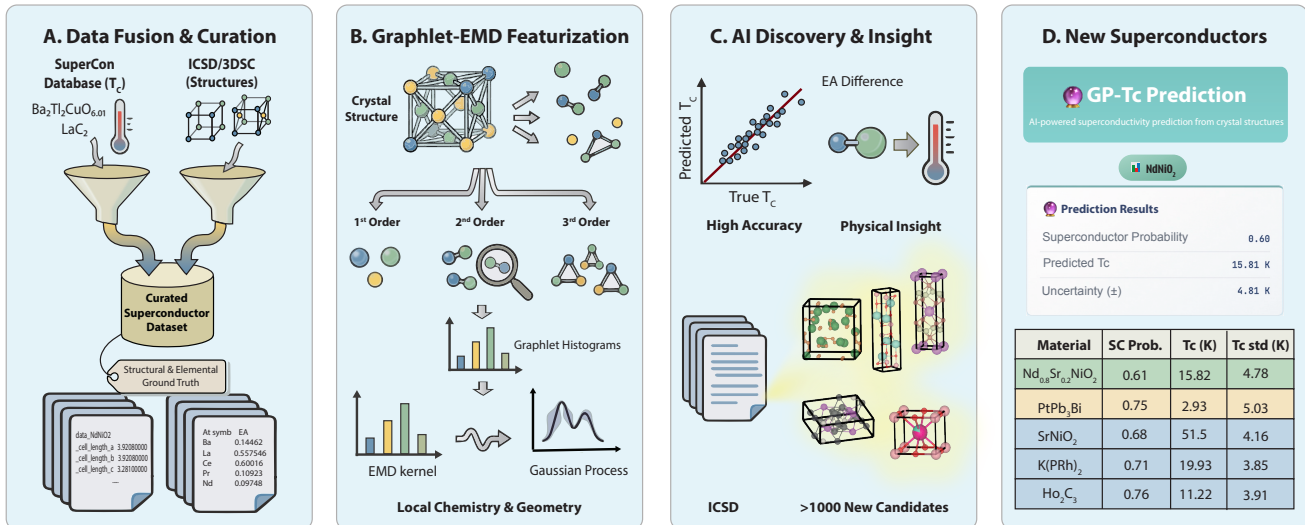 A. Data Fusion & Curation
SuperCon
Database (T_C)
ICSD/3DSC
(Structures)
Ba₂Tl₂CuO₆.₀₁
LaC₂
Curated
Superconductor
Dataset
Structural & Elemental
Ground Truth
data_NdNiO2
_cell_length_a 3.92080000
_cell_length_b 3.92080000
_cell_length_c 3.28100000
...
At symb EA
Ba 0.14462
La 0.557546
Ce 0.60016
Pr 0.10923
Nd 0.09748
B. Graphlet-EMD Featurization
Crystal
Structure
1st Order
2nd Order
3rd Order
Graphlet Histograms
EMD kernel
Gaussian Process
Local Chemistry & Geometry
C. AI Discovery & Insight
EA Difference
Predicted T_C
True T_C
High Accuracy
Physical Insight
ICSD
>1000 New Candidates
D. New Superconductors
GP-Tc Prediction
AI-powered superconductivity prediction from crystal structures
NdNiO₂
Prediction Results
Superconductor Probability 0.60
Predicted Tc 15.81 K
Uncertainty (±) 4.81 K
Material SC Prob. Tc (K) Tc std (K)
Nd₀.₈Sr₀.₂NiO₂ 0.61 15.82 4.78
PtPb₃Bi 0.75 2.93 5.03
SrNiO₂ 0.68 51.5 4.16
K(PRh)₂ 0.71 19.93 3.85
Ho₂C₃ 0.76 11.22 3.91